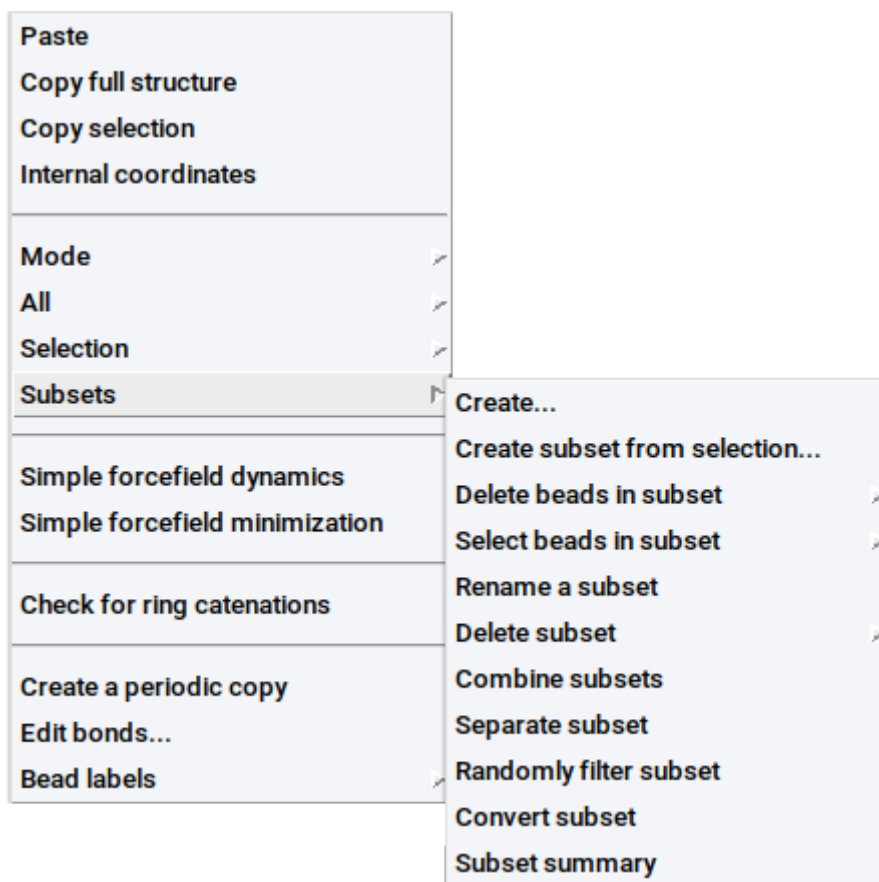 Paste
Copy full structure
Copy selection
Internal coordinates
Mode
All
Selection
Subsets
Simple forcefield dynamics
Simple forcefield minimization
Check for ring catenations
Create a periodic copy
Edit bonds...
Bead labels
Create...
Create subset from selection...
Delete beads in subset
Select beads in subset
Rename a subset
Delete subset
Combine subsets
Separate subset
Randomly filter subset
Convert subset
Subset summary